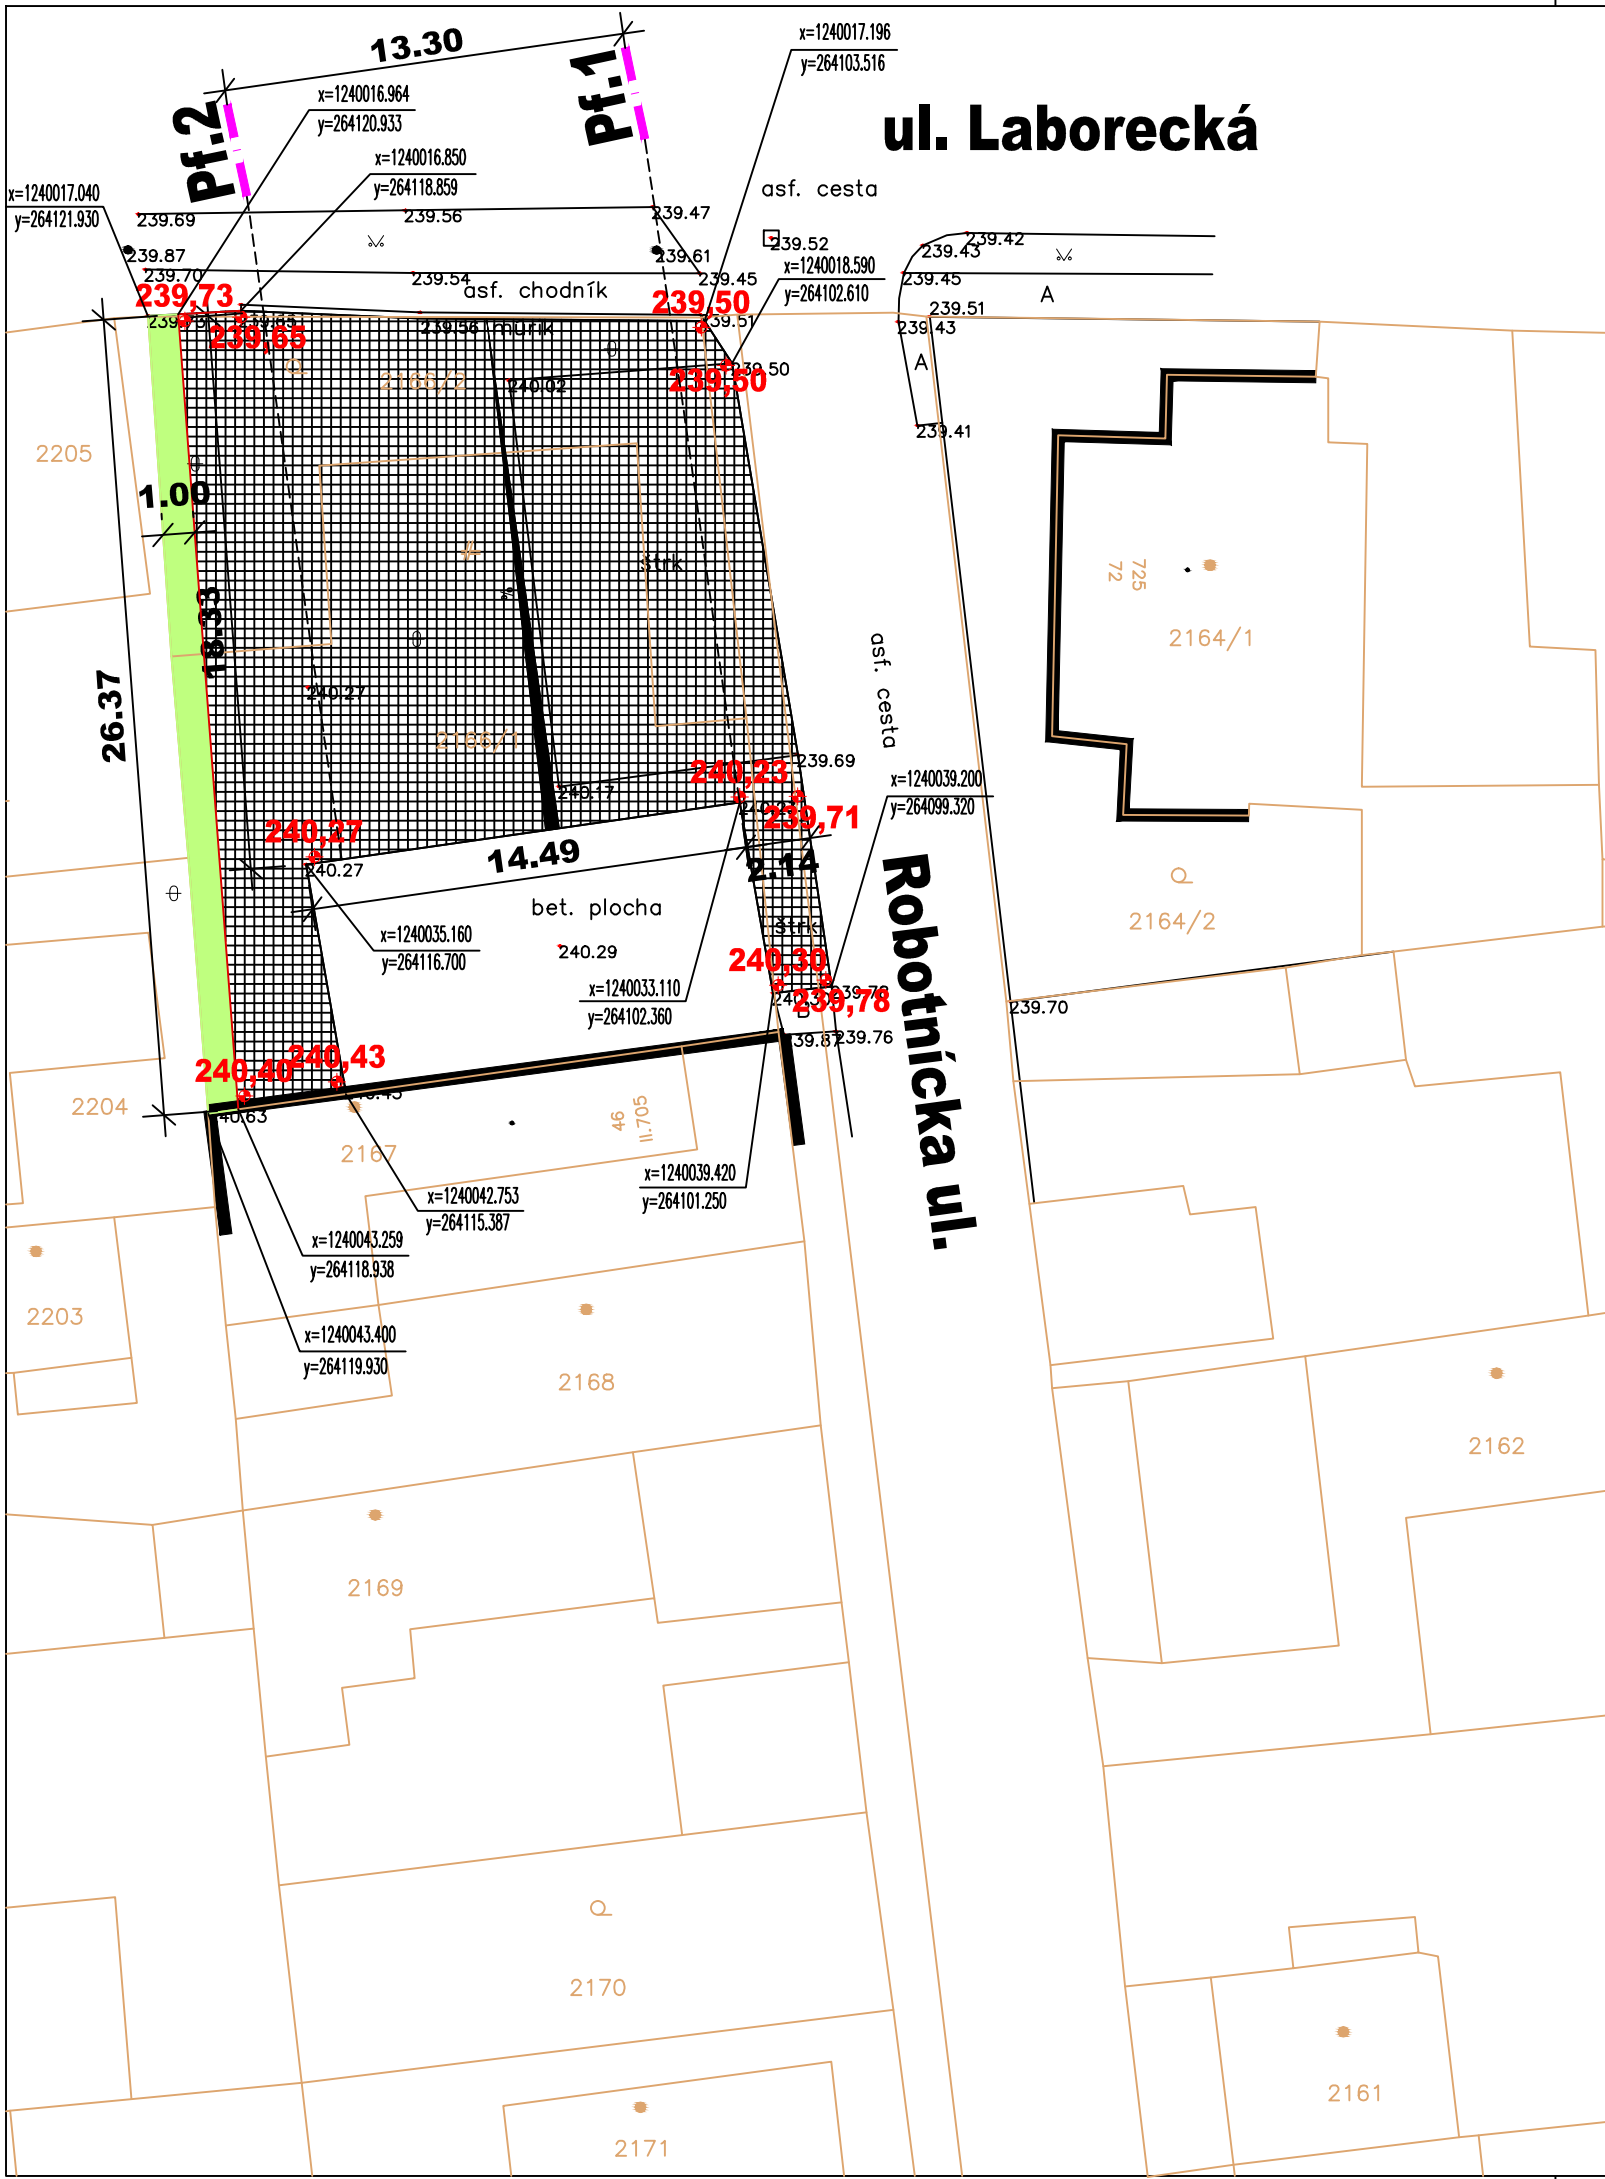 13.30
Pf.1
Pf.2
x=1240017.196
y=264103.516
x=1240016.964
y=264120.933
ul. Laborecká
x=1240016.850
y=264118.859
x=1240017.040
y=264121.930
asf. cesta
239.69
239.56
239.47
239.87
239.61
239.52
239.43
239.42
239.70
239.54
239.45
x=1240018.590
y=264102.610
239.45
A
asf. chodník
239,73
239,50
239.51
239.56
múrik
239.51
239.43
239,65
A
2166/2
240.02
239.50
239,50
239.41
2205
1.00
štrk
725
72
2164/1
18.33
asf. cesta
26.37
240.27
2166/1
239.69
240,23
x=1240039.200
y=264099.320
240.17
239,71
240,27
240.27
14.49
2.14
2164/2
bet. plocha
štrk
Robotnícka ul.
x=1240035.160
y=264116.700
240.29
240,30
x=1240033.110
y=264102.360
239,78
B
239.70
239.87
239.76
240,43
240,40
2204
46
II.705
2167
x=1240039.420
y=264101.250
x=1240042.753
y=264115.387
x=1240043.259
y=264118.938
2203
x=1240043.400
y=264119.930
2168
2162
2169
2170
2161
2171